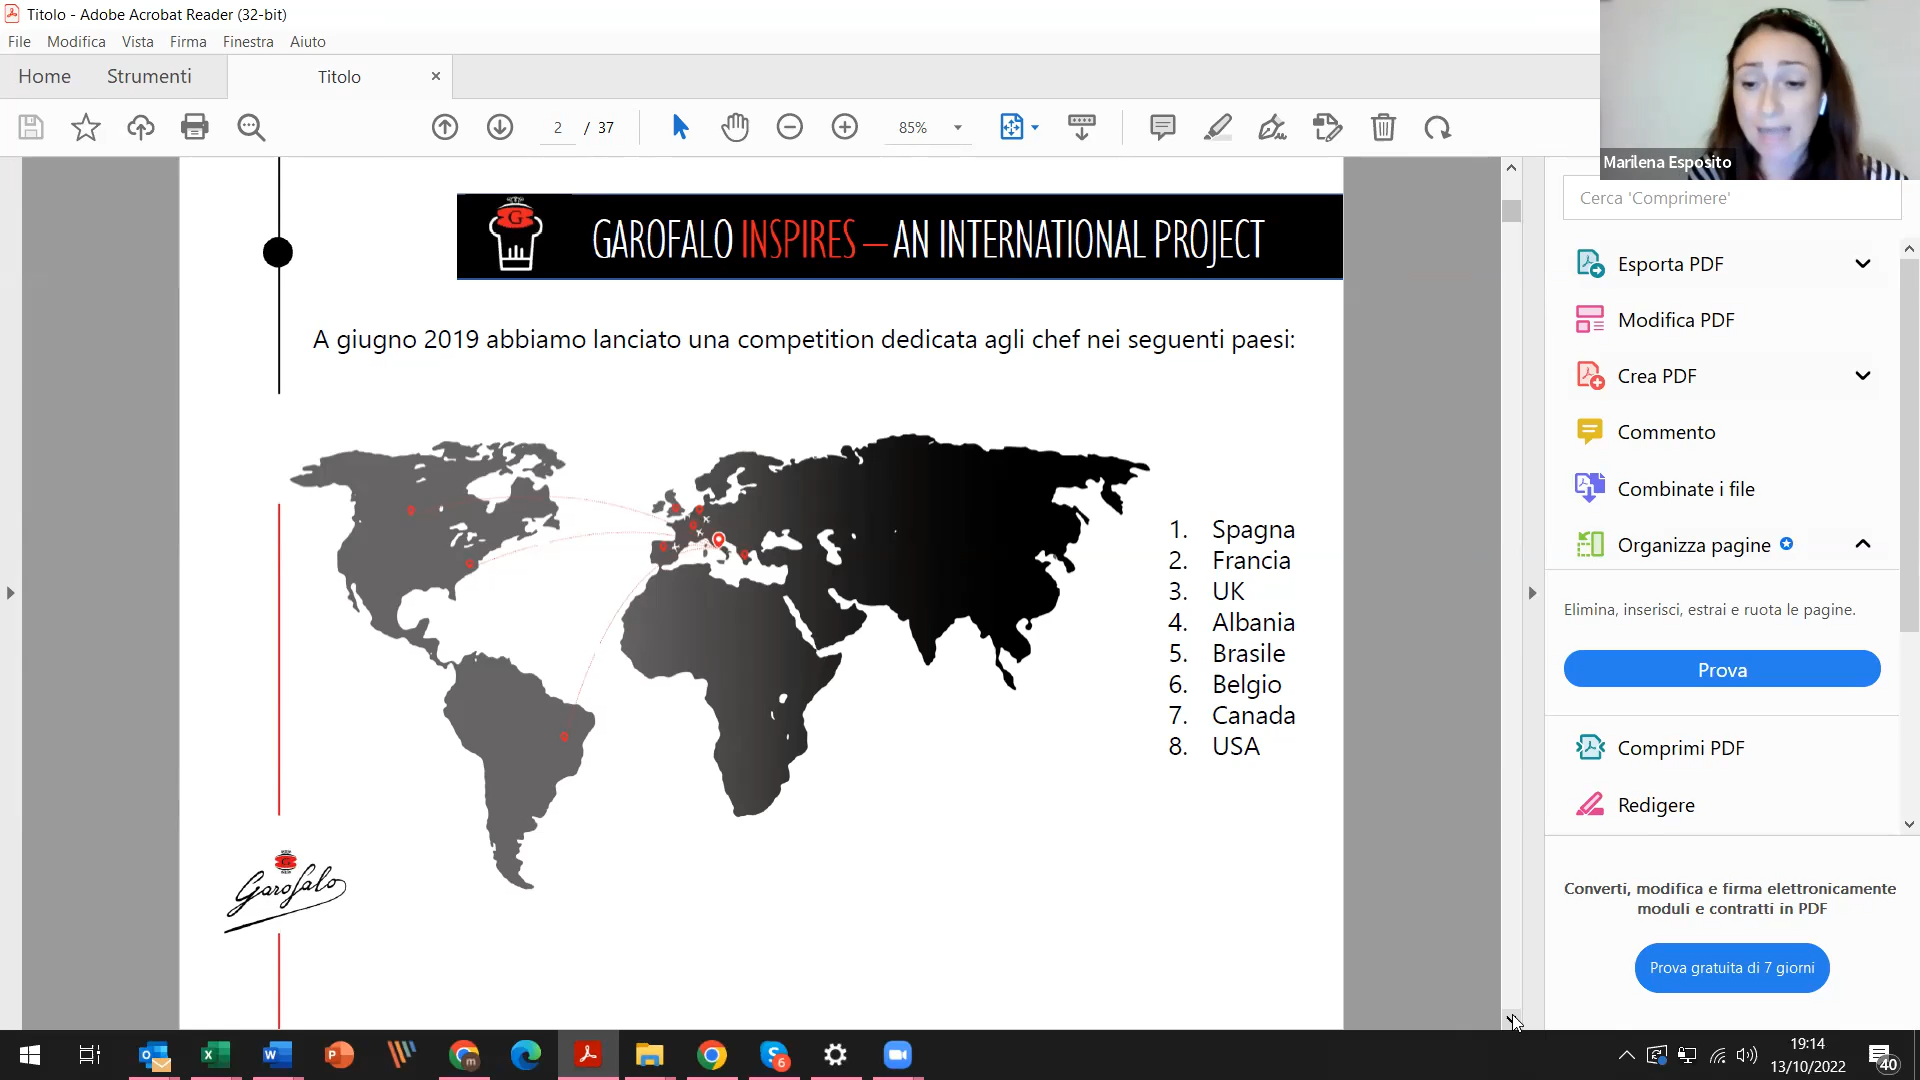 Titolo - Adobe Acrobat Reader (32-bit)
File Modifica Vista Firma Finestra Aiuto
Home Strumenti Titolo
2 / 37 85%
Marilena Esposito
G
GAROFALO INSPIRES – AN INTERNATIONAL PROJECT
A giugno 2019 abbiamo lanciato una competition dedicata agli chef nei seguenti paesi:
1. Spagna
2. Francia
3. UK
4. Albania
5. Brasile
6. Belgio
7. Canada
8. USA
Garofalo
Cerca 'Comprimere'
Esporta PDF
Modifica PDF
Crea PDF
Commento
Combinate i file
Organizza pagine
Elimina, inserisci, estrai e ruota le pagine.
Prova
Comprimi PDF
Redigere
Converti, modifica e firma elettronicamente
moduli e contratti in PDF
Prova gratuita di 7 giorni
19:14
13/10/2022
40